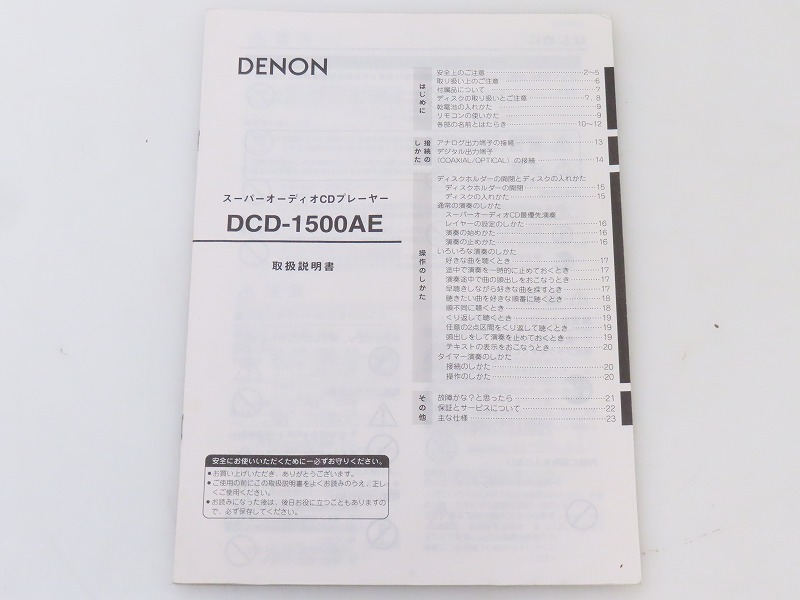 DENON
スーパーオーディオCDプレーヤー
DCD-1500AE
取扱説明書
安全にお使いいただくために―必ずお守りください。
●お買い上げいただき、ありがとうございます。
●ご使用の前にこの取扱説明書をよくお読みのうえ、正し
くご使用ください。
●お読みになった後は、後日お役に立つこともありますの
で、必ず保存してください。
はじめに
安全上のご注意 2〜5
取り扱い上のご注意 6
付属品について 7
ディスクの取り扱いとご注意 7, 8
乾電池の入れかた 9
リモコンの使いかた 9
各部の名前とはたらき 10〜12
接続の
しかた
アナログ出力端子の接続 13
デジタル出力端子
(COAXIAL/OPTICAL)の接続 14
操作のしかた
ディスクホルダーの開閉とディスクの入れかた
ディスクホルダーの開閉 15
ディスクの入れかた 15
通常の演奏のしかた
スーパーオーディオCD最優先演奏
レイヤーの設定のしかた 16
演奏の始めかた 16
演奏の止めかた 16
いろいろな演奏のしかた
好きな曲を聴くとき 17
途中で演奏を一時的に止めておくとき 17
演奏途中で曲の頭出しをおこなうとき 17
早聴きしながら好きな曲を探すとき 17
聴きたい曲を好きな順番に聴くとき 18
順不同に聴くとき 18
くり返して聴くとき 19
任意の2点区間をくり返して聴くとき 19
頭出しをして演奏を止めておくとき 19
テキストの表示をおこなうとき 20
タイマー演奏のしかた
接続のしかた 20
操作のしかた 20
その他
故障かな?と思ったら 21
保証とサービスについて 22
主な仕様 23